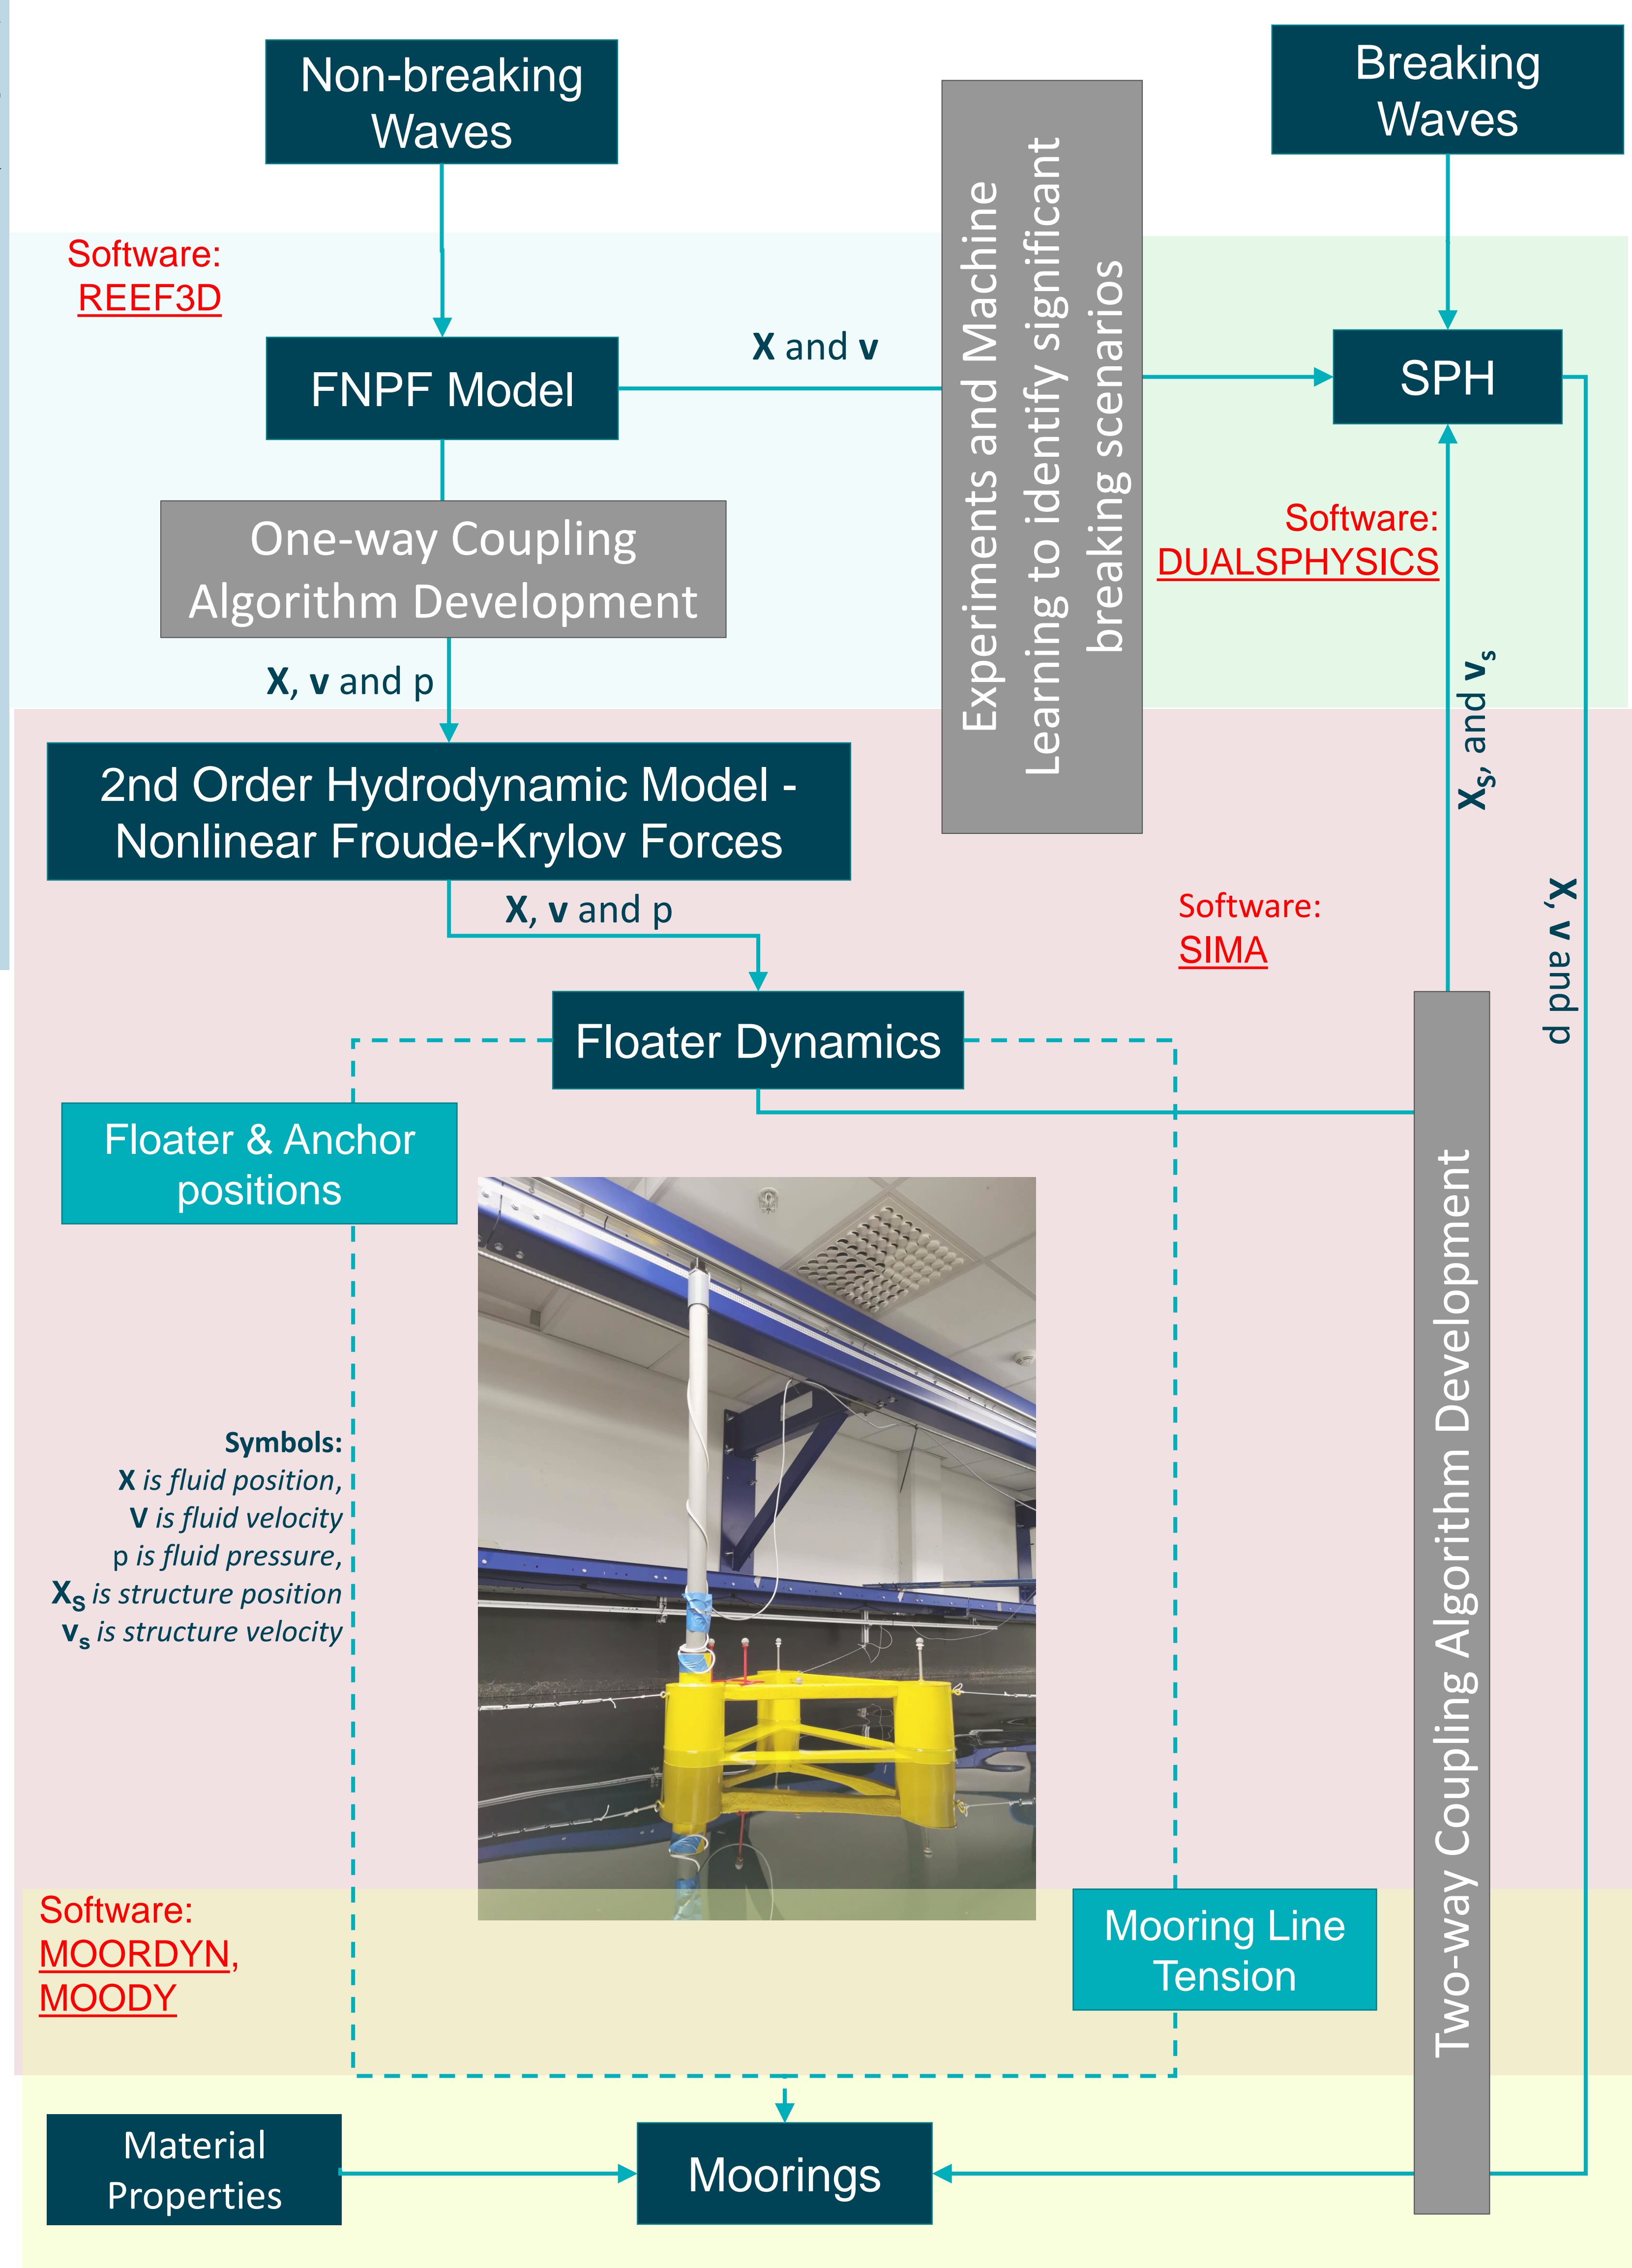 Non-breaking
Waves
Breaking
Waves
Experiments and Machine
Learning to identify significant
breaking scenarios
Software:
REEF3D
FNPF Model
X and v
SPH
One-way Coupling
Algorithm Development
Software:
DUALSPHYSICS
X, v and p
Xs, and vs
2nd Order Hydrodynamic Model -
Nonlinear Froude-Krylov Forces
X, v and p
Software:
SIMA
X, v and p
Floater Dynamics
Floater & Anchor
positions
Two-way Coupling Algorithm Development
Symbols:
X is fluid position,
V is fluid velocity
p is fluid pressure,
XS is structure position
vs is structure velocity
Software:
MOORDYN,
MOODY
Mooring Line
Tension
Material
Properties
Moorings